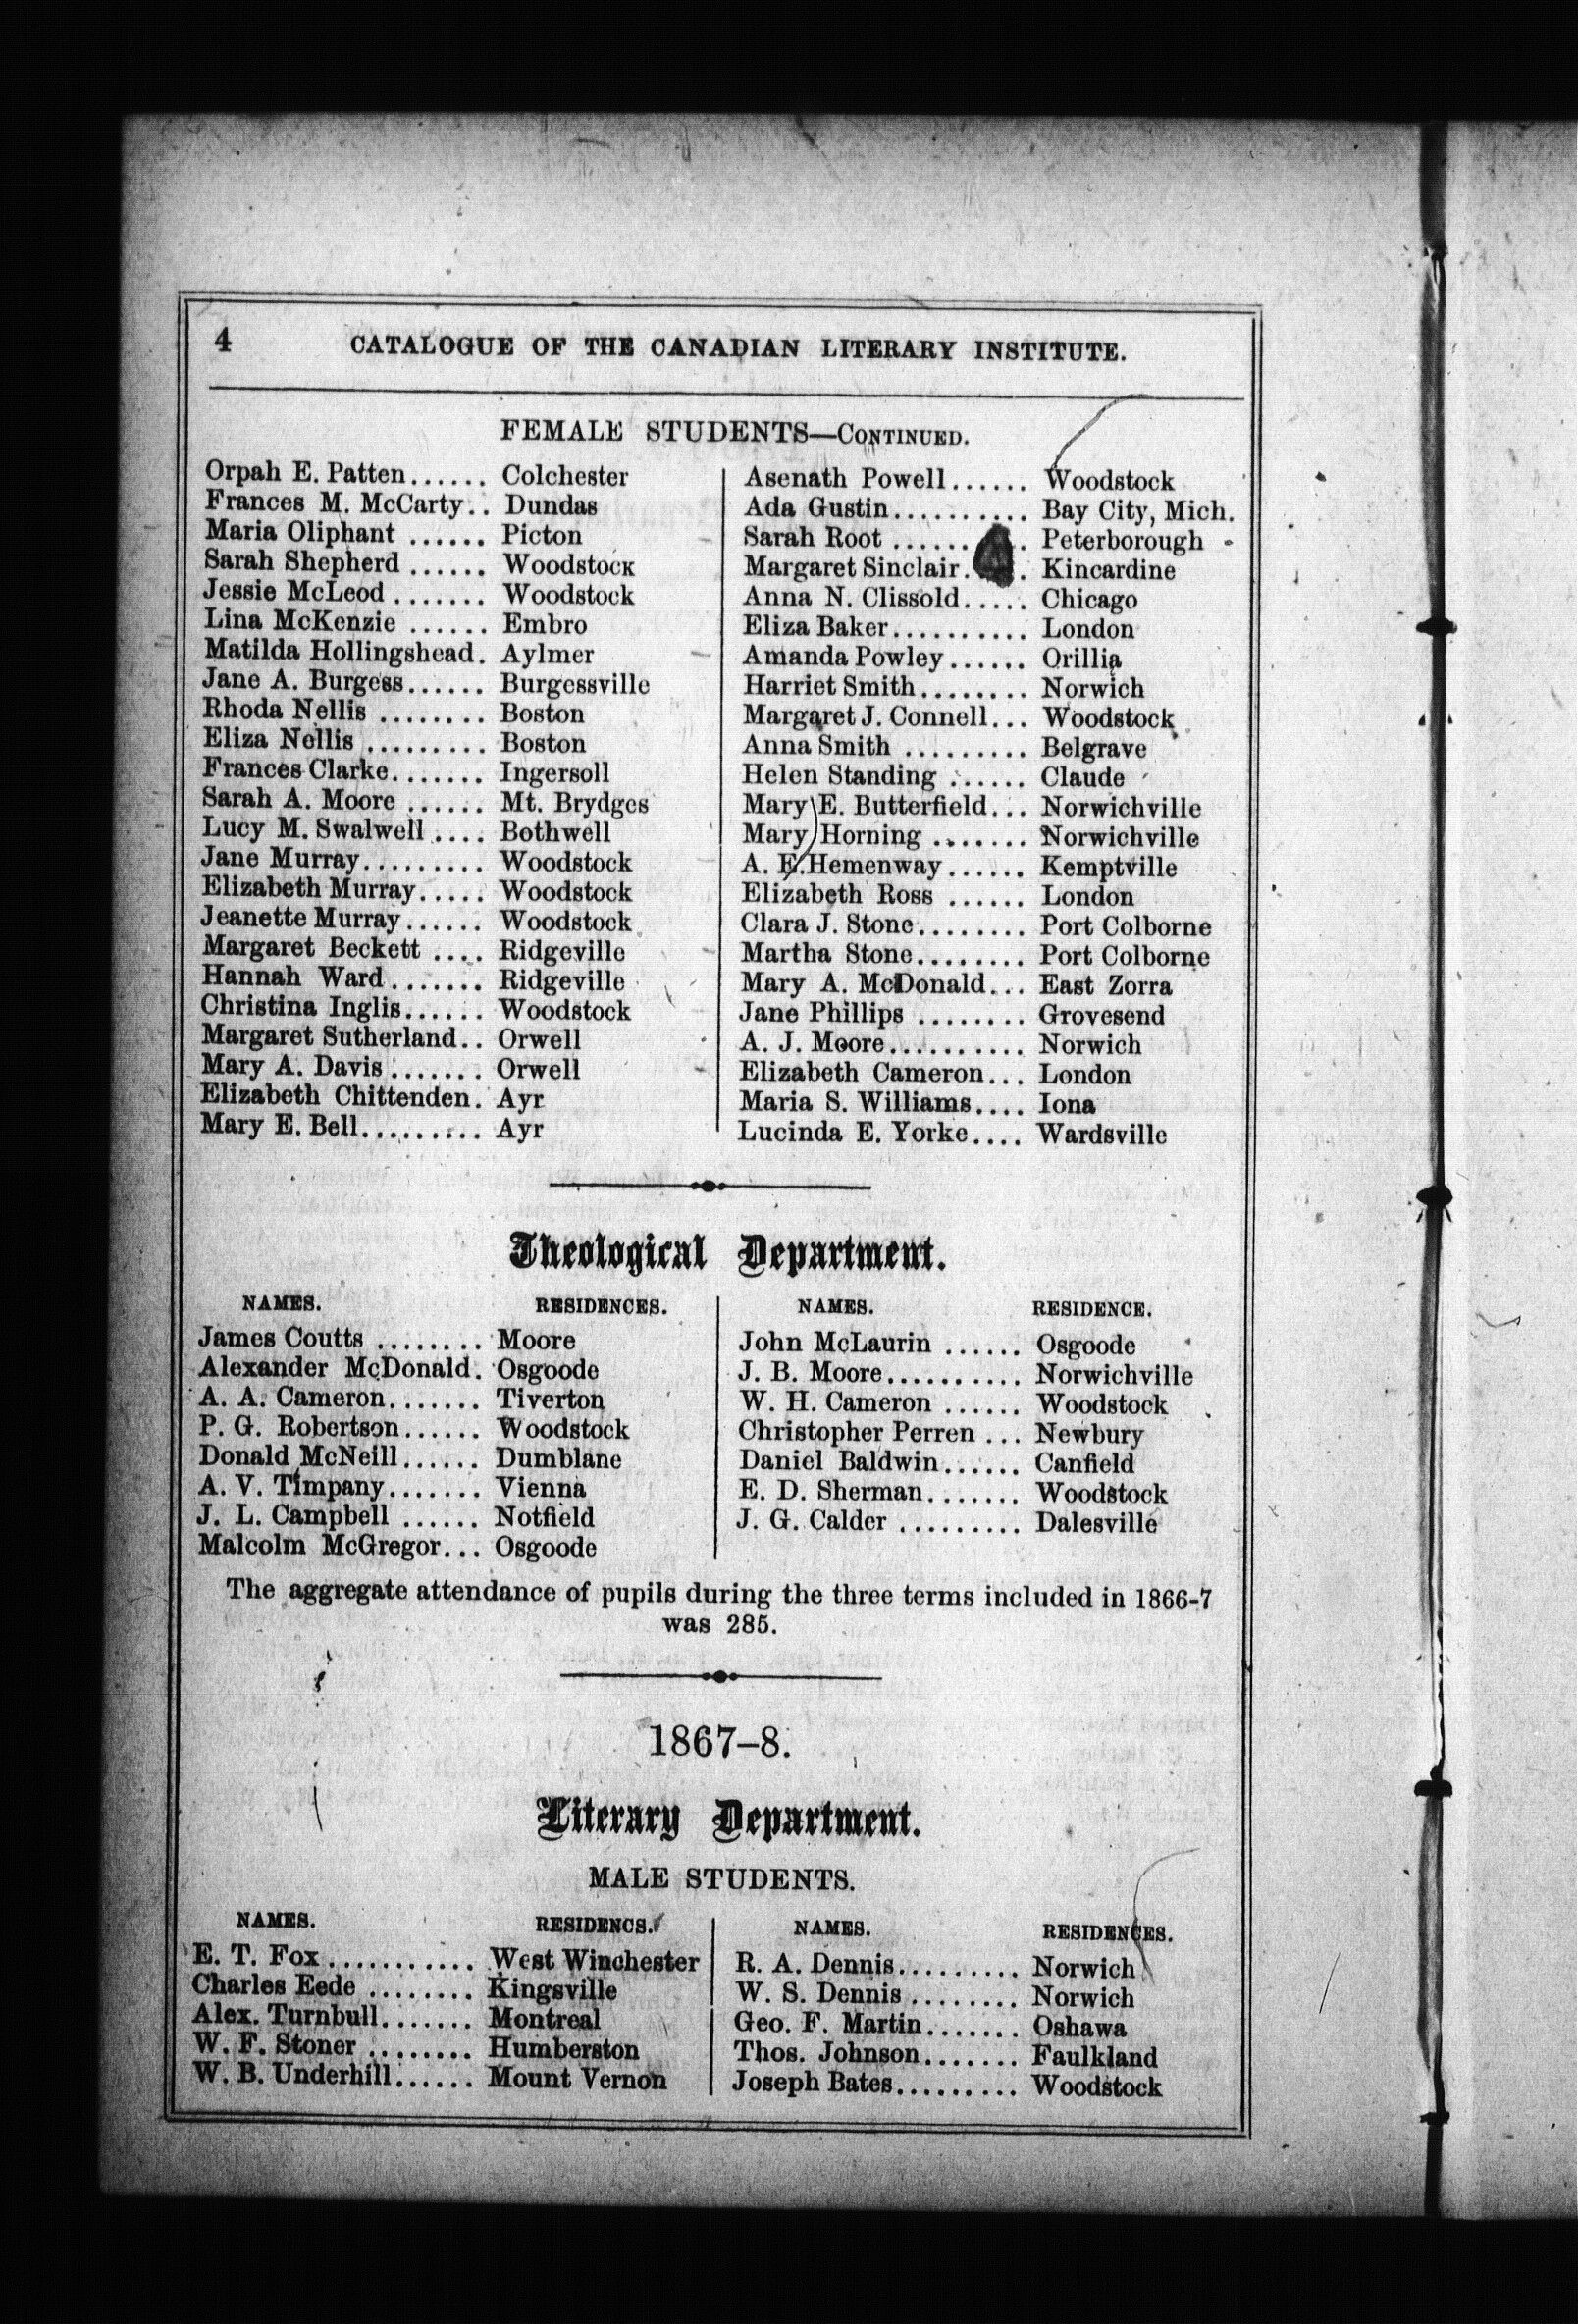 4 CATALOGUE OF THE CANADIAN LITERARY INSTITUTE.
FEMALE STUDENTS—CONTINUED.
Orpah E. Patten...... Colchester
Frances M. McCarty.. Dundas
Maria Oliphant ...... Picton
Sarah Shepherd ...... Woodstock
Jessie McLeod ....... Woodstock
Lina McKenzie ...... Embro
Matilda Hollingshead. Aylmer
Jane A. Burgess...... Burgessville
Rhoda Nellis ........ Boston
Eliza Nellis ......... Boston
Frances Clarke....... Ingersoll
Sarah A. Moore ...... Mt. Brydges
Lucy M. Swalwell .... Bothwell
Jane Murray......... Woodstock
Elizabeth Murray..... Woodstock
Jeanette Murray...... Woodstock
Margaret Beckett .... Ridgeville
Hannah Ward....... Ridgeville
Christina Inglis...... Woodstock
Margaret Sutherland.. Orwell
Mary A. Davis ....... Orwell
Elizabeth Chittenden. Ayr
Mary E. Bell......... Ayr
Asenath Powell...... Woodstock
Ada Gustin.......... Bay City, Mich.
Sarah Root ......... Peterborough
Margaret Sinclair.... Kincardine
Anna N. Clissold..... Chicago
Eliza Baker.......... London
Amanda Powley...... Orillia
Harriet Smith........ Norwich
Margaret J. Connell... Woodstock
Anna Smith ......... Belgrave
Helen Standing ...... Claude
Mary E. Butterfield... Norwichville
Mary Horning ....... Norwichville
A. E. Hemenway...... Kemptville
Elizabeth Ross ...... London
Clara J. Stone........ Port Colborne
Martha Stone........ Port Colborne
Mary A. McDonald... East Zorra
Jane Phillips ........ Grovesend
A. J. Moore.......... Norwich
Elizabeth Cameron... London
Maria S. Williams.... Iona
Lucinda E. Yorke.... Wardsville
Theological Department.
NAMES. RESIDENCES.
James Coutts ........ Moore
Alexander McDonald. Osgoode
A. A. Cameron....... Tiverton
P. G. Robertson...... Woodstock
Donald McNeill...... Dumblane
A. V. Timpany....... Vienna
J. L. Campbell ...... Notfield
Malcolm McGregor... Osgoode
NAMES. RESIDENCE.
John McLaurin ...... Osgoode
J. B. Moore.......... Norwichville
W. H. Cameron ...... Woodstock
Christopher Perren ... Newbury
Daniel Baldwin...... Canfield
E. D. Sherman....... Woodstock
J. G. Calder ......... Dalesville
The aggregate attendance of pupils during the three terms included in 1866-7
was 285.
1867-8.
Literary Department.
MALE STUDENTS.
NAMES. RESIDENCS.
E. T. Fox........... West Winchester
Charles Eede ........ Kingsville
Alex. Turnbull....... Montreal
W. F. Stoner ........ Humberston
W. B. Underhill...... Mount Vernon
NAMES. RESIDENCES.
R. A. Dennis......... Norwich
W. S. Dennis ........ Norwich
Geo. F. Martin....... Oshawa
Thos. Johnson....... Faulkland
Joseph Bates......... Woodstock